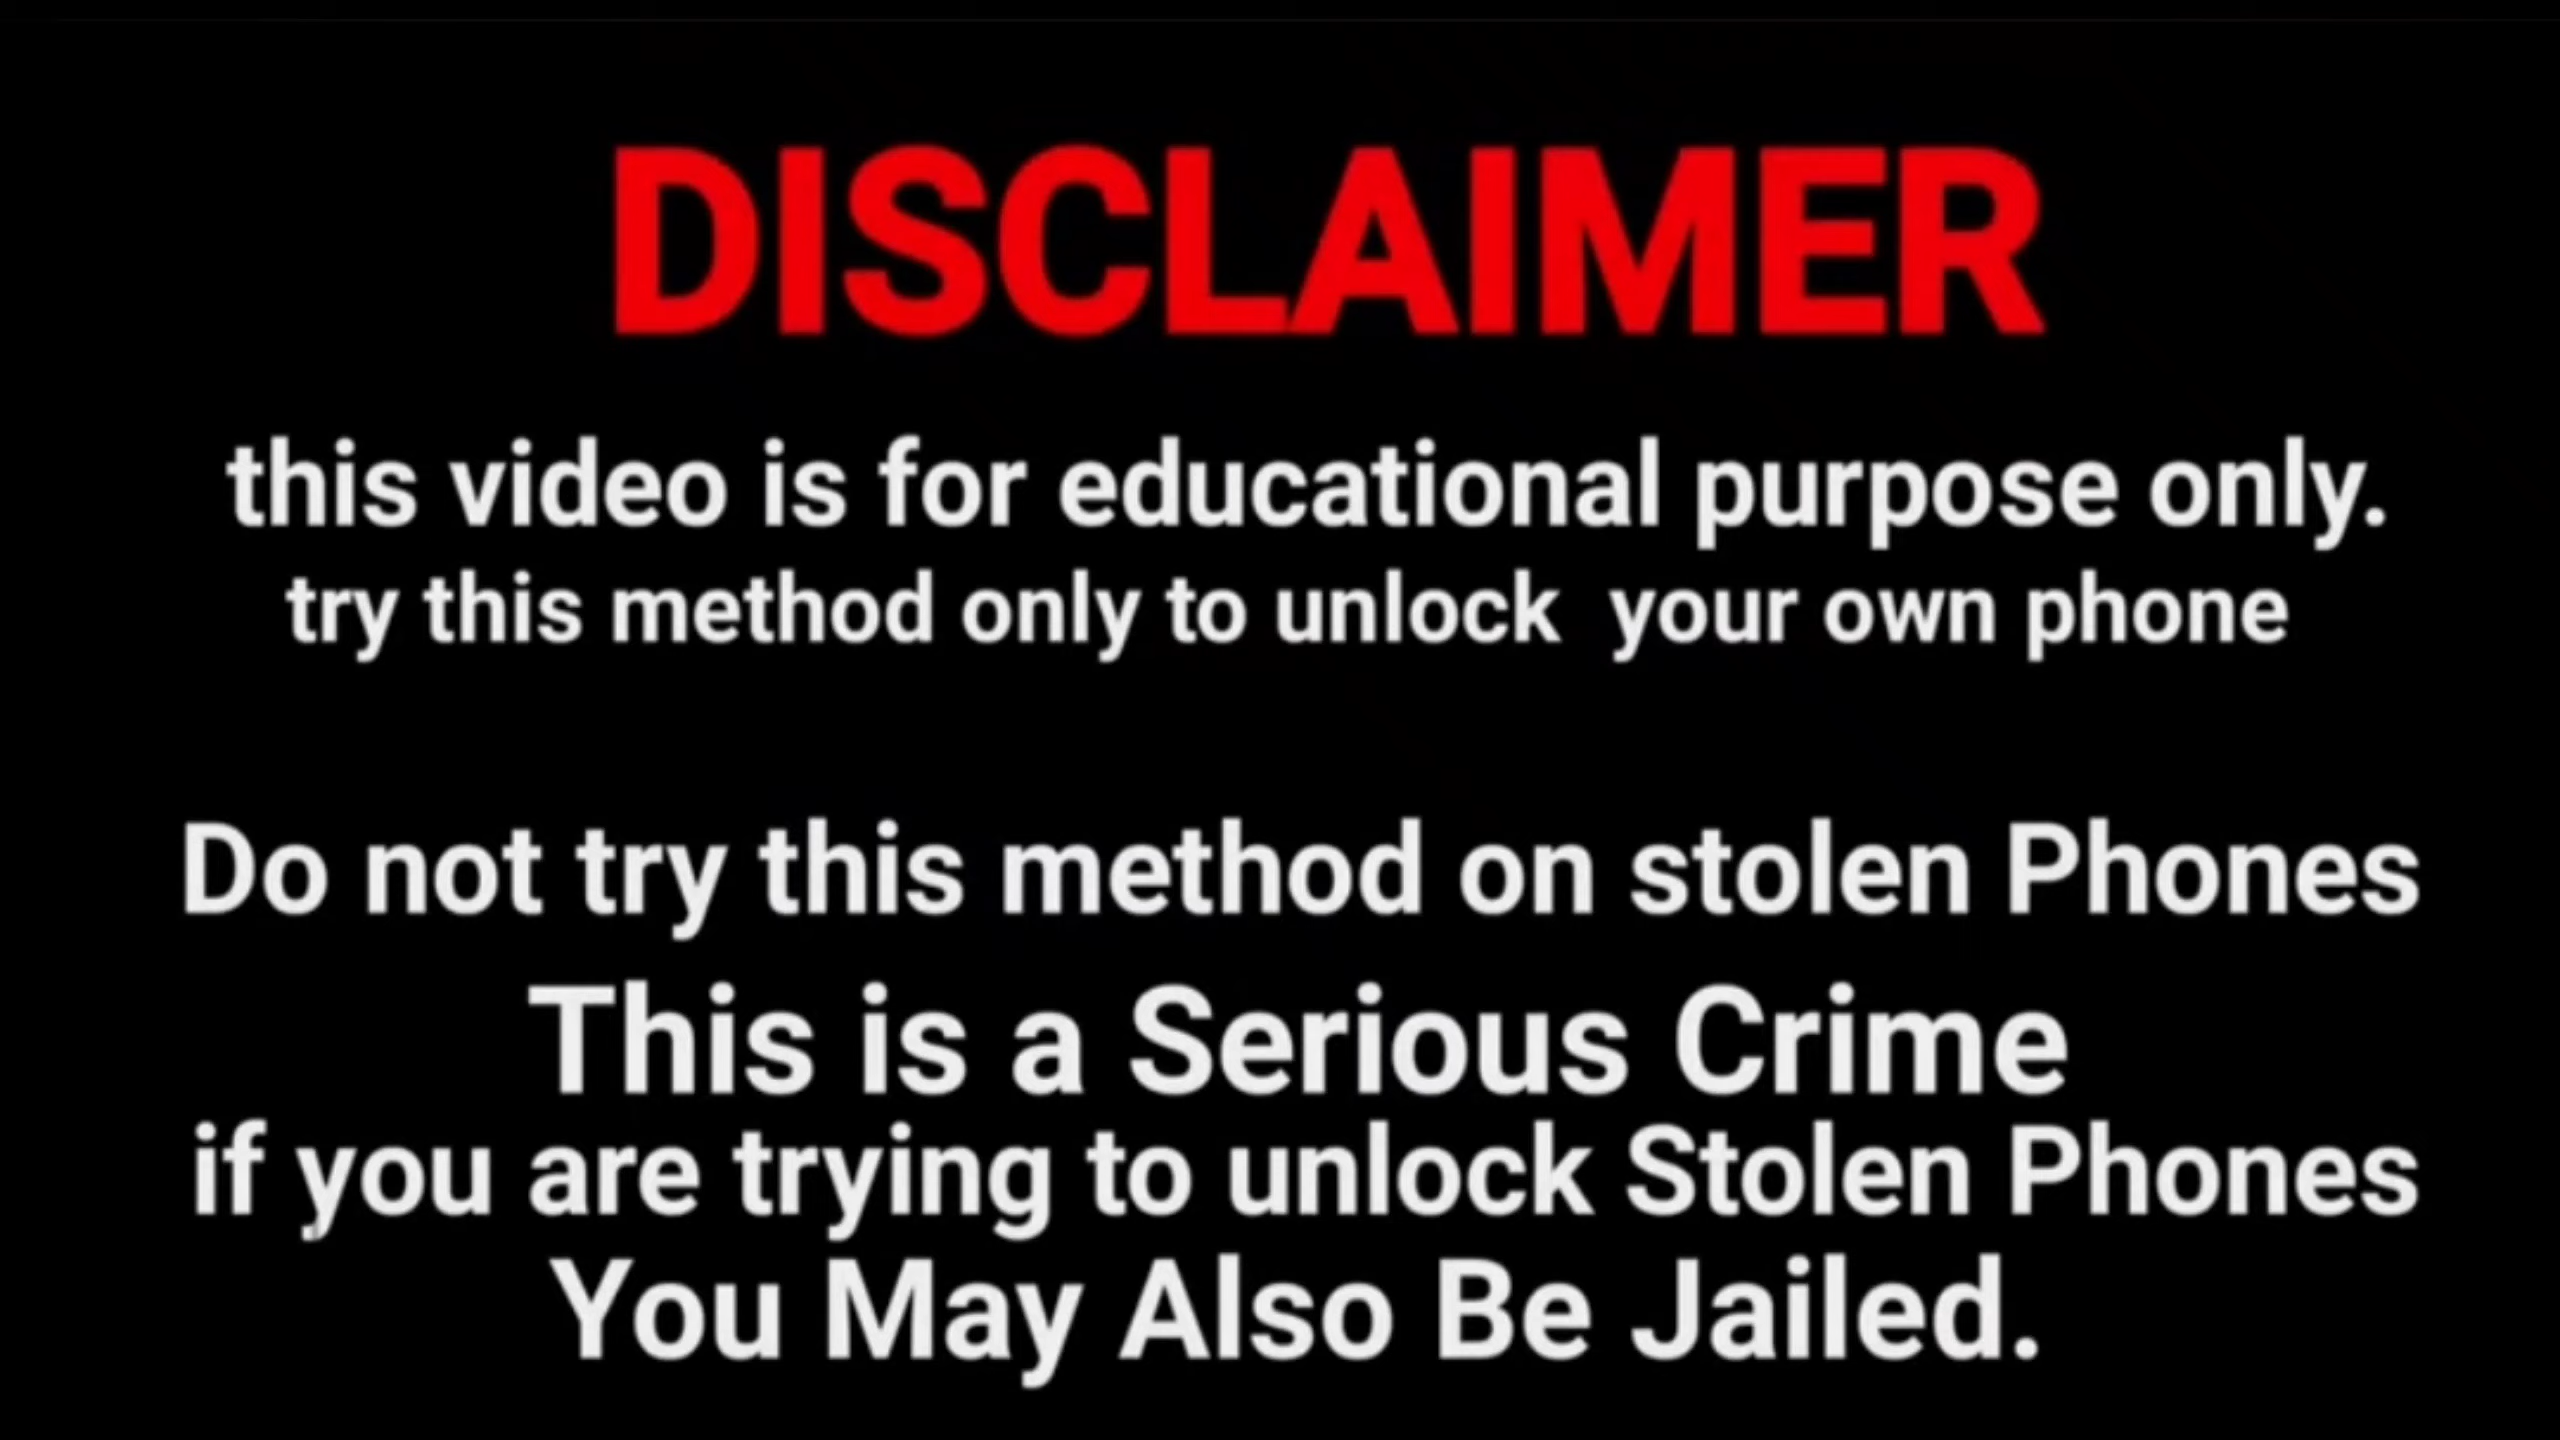 DISCLAIMER
this video is for educational purpose only.
try this method only to unlock  your own phone
Do not try this method on stolen Phones
This is a Serious Crime
if you are trying to unlock Stolen Phones
You May Also Be Jailed.